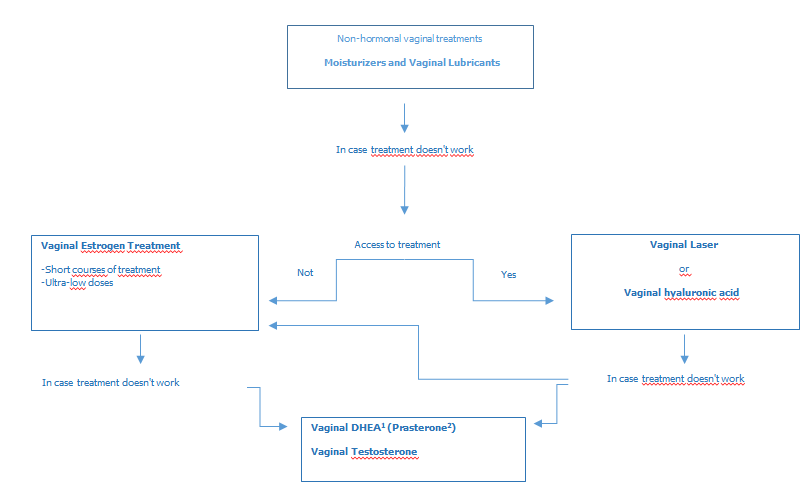 Non-hormonal vaginal treatments
Moisturizers and Vaginal Lubricants
In case treatment doesn't work
Access to treatment
Not
Yes
Vaginal Estrogen Treatment
-Short courses of treatment
-Ultra-low doses
Vaginal Laser
or
Vaginal hyaluronic acid
In case treatment doesn't work
In case treatment doesn't work
Vaginal DHEA¹ (Prasterone²)
Vaginal Testosterone